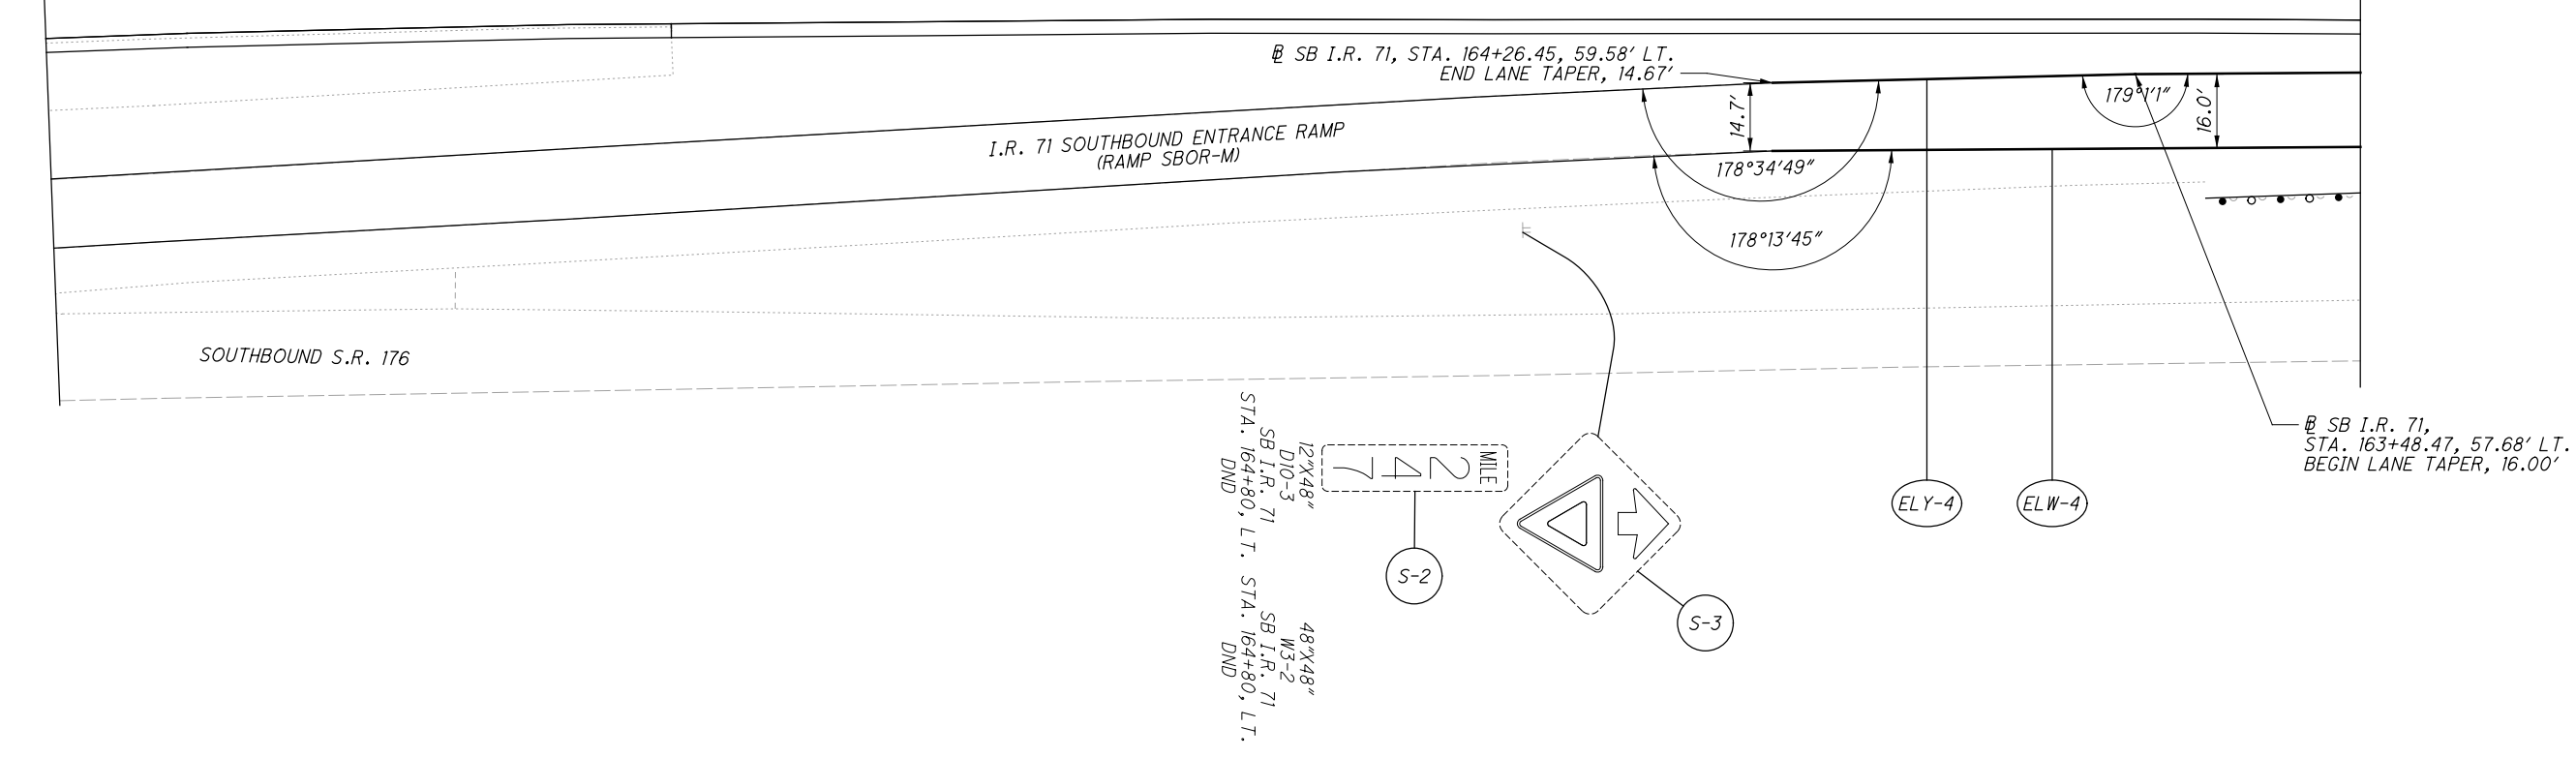 ℄ SB I.R. 71, STA. 164+26.45, 59.58' LT.
END LANE TAPER, 14.67'
I.R. 71 SOUTHBOUND ENTRANCE RAMP
(RAMP SBOR-M)
14.7'
178°34'49"
178°13'45"
179°1'1"
16.0'
SOUTHBOUND S.R. 176
℄ SB I.R. 71,
STA. 163+48.47, 57.68' LT.
BEGIN LANE TAPER, 16.00'
ELY-4
ELW-4
MILE
2
4
7
S-2
S-3
12"X48"
D10-3
SB I.R. 71
STA. 164+80, LT.
DND
48"X48"
W3-2
SB I.R. 71
STA. 164+80, LT.
DND